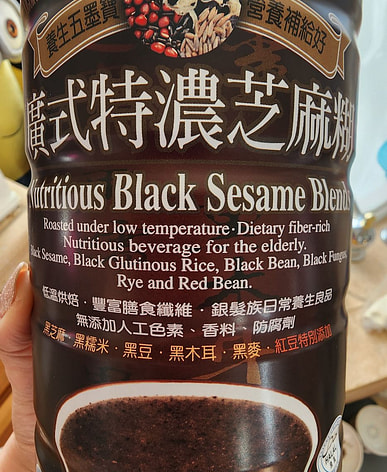 養生五墨寶
營養補給好
廣式特濃芝麻糊
Nutritious Black Sesame Blends
Roasted under low temperature·Dietary fiber-rich
Nutritious beverage for the elderly.
Black Sesame, Black Glutinous Rice, Black Bean, Black Fungus,
Rye and Red Bean.
低溫烘焙·豐富膳食纖維·銀髮族日常養生良品
無添加人工色素、香料、防腐劑
黑芝麻·黑糯米·黑豆·黑木耳·黑麥·紅豆特別添加